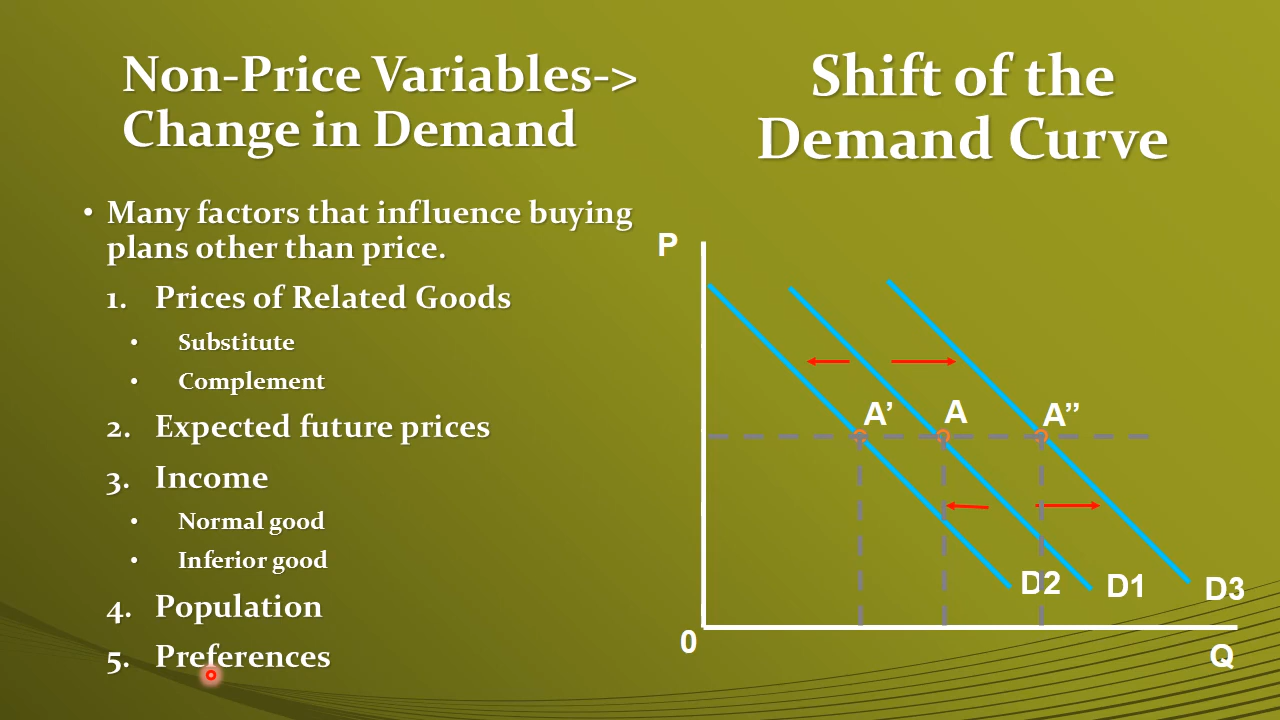 Non-Price Variables->
Change in Demand
• Many factors that influence buying
plans other than price.
1. Prices of Related Goods
• Substitute
• Complement
2. Expected future prices
3. Income
• Normal good
• Inferior good
4. Population
5. Preferences
Shift of the
Demand Curve
P
A’ A A’’
D2 D1 D3
0
Q